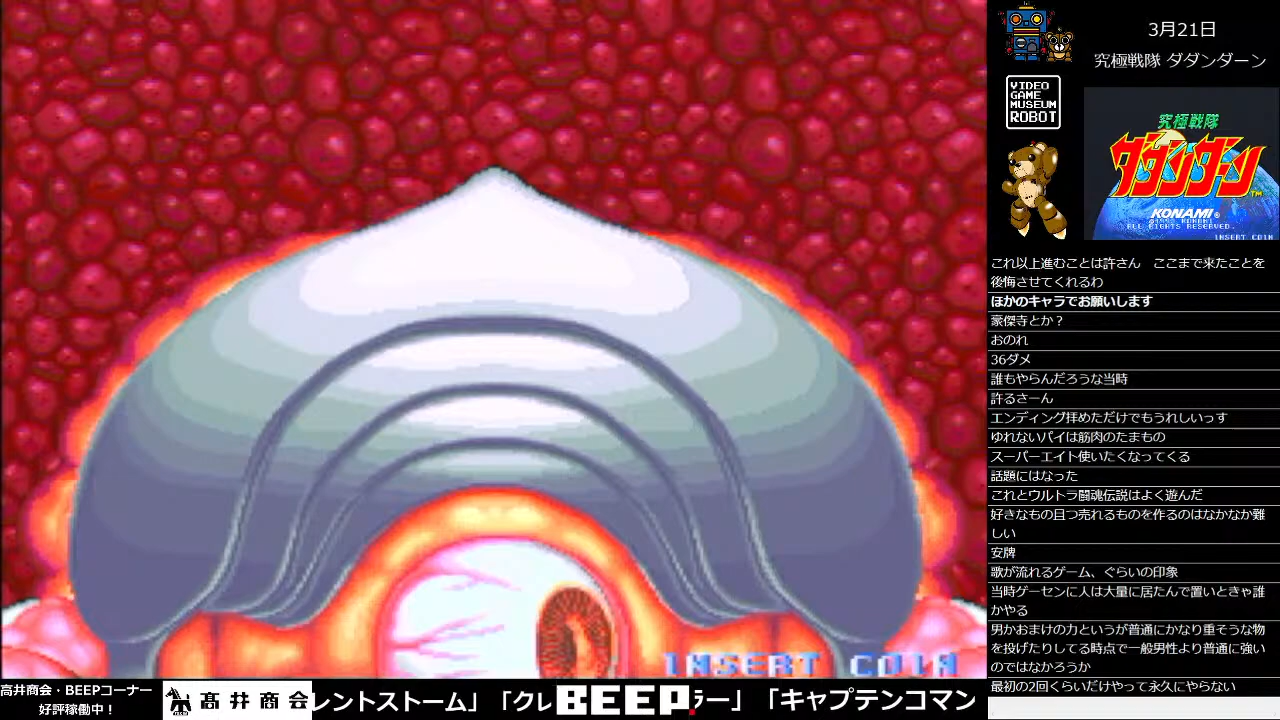 INSERT COIN
高井商会・BEEPコーナー
好評稼働中！
髙井商会
レントストーム」「クレ
BEEP
ラー」「キャプテンコマン
3月21日
究極戦隊 ダダンダーン
VIDEO
GAME
MUSEUM
ROBOT
究極戦隊
ダダンダーン
TM
KONAMI®
ALL RIGHTS RESERVED.
INSERT COIN
これ以上進むことは許さん　ここまで来たことを
後悔させてくれるわ
ほかのキャラでお願いします
豪傑寺とか？
おのれ
36ダメ
誰もやらんだろうな当時
許るさーん
エンディング拝めただけでもうれしいっす
ゆれないパイは筋肉のたまもの
スーパーエイト使いたくなってくる
話題にはなった
これとウルトラ闘魂伝説はよく遊んだ
好きなもの且つ売れるものを作るのはなかなか難
しい
安牌
歌が流れるゲーム、ぐらいの印象
当時ゲーセンに人は大量に居たんで置いときゃ誰
かやる
男かおまけの力というが普通にかなり重そうな物
を投げたりしてる時点で一般男性より普通に強い
のではなかろうか
最初の2回くらいだけやって永久にやらない